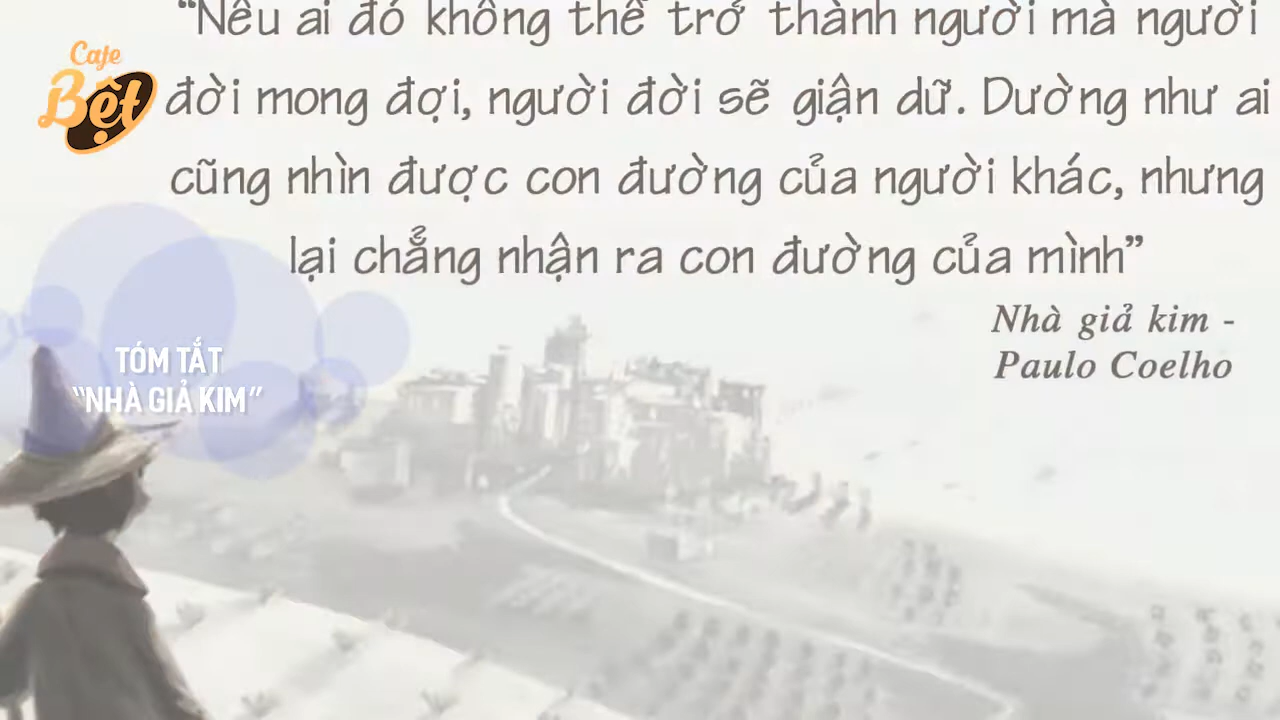 “Nếu ai đó không thể trở thành người mà người
đời mong đợi, người đời sẽ giận dữ. Dường như ai
cũng nhìn được con đường của người khác, nhưng
lại chẳng nhận ra con đường của mình”
Nhà giả kim -
Paulo Coelho
Cafe
Bệt
TÓM TẮT
“NHÀ GIẢ KIM”